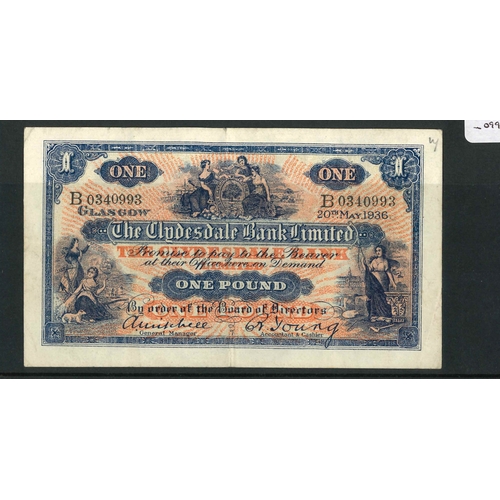 ONE ONE
B 0340993 B 0340993
GLASGOW 20TH MAY 1936
The Clydesdale Bank Limited
Promise to pay to the Bearer
at their Office here on Demand
ONE POUND
By order of the Board of Directors
R Young
General Manager Accountant & Cashier